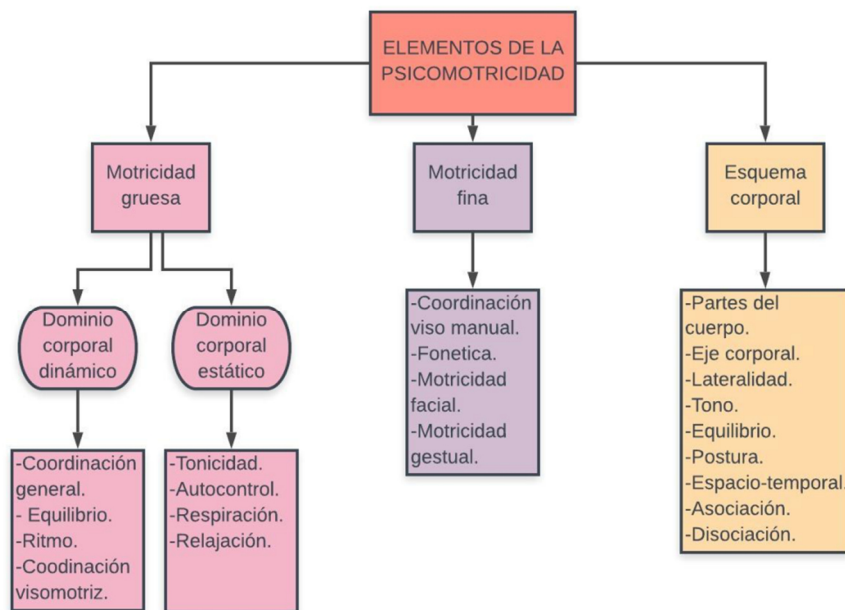 ELEMENTOS DE LA
PSICOMOTRICIDAD
Motricidad
gruesa
Motricidad
fina
Esquema
corporal
Dominio
corporal
dinámico
Dominio
corporal
estático
-Coordinación
general.
- Equilibrio.
-Ritmo.
-Coodinación
visomotriz.
-Tonicidad.
-Autocontrol.
-Respiración.
-Relajación.
-Coordinación
viso manual.
-Fonetica.
-Motricidad
facial.
-Motricidad
gestual.
-Partes del
cuerpo.
-Eje corporal.
-Lateralidad.
-Tono.
-Equilibrio.
-Postura.
-Espacio-temporal.
-Asociación.
-Disociación.